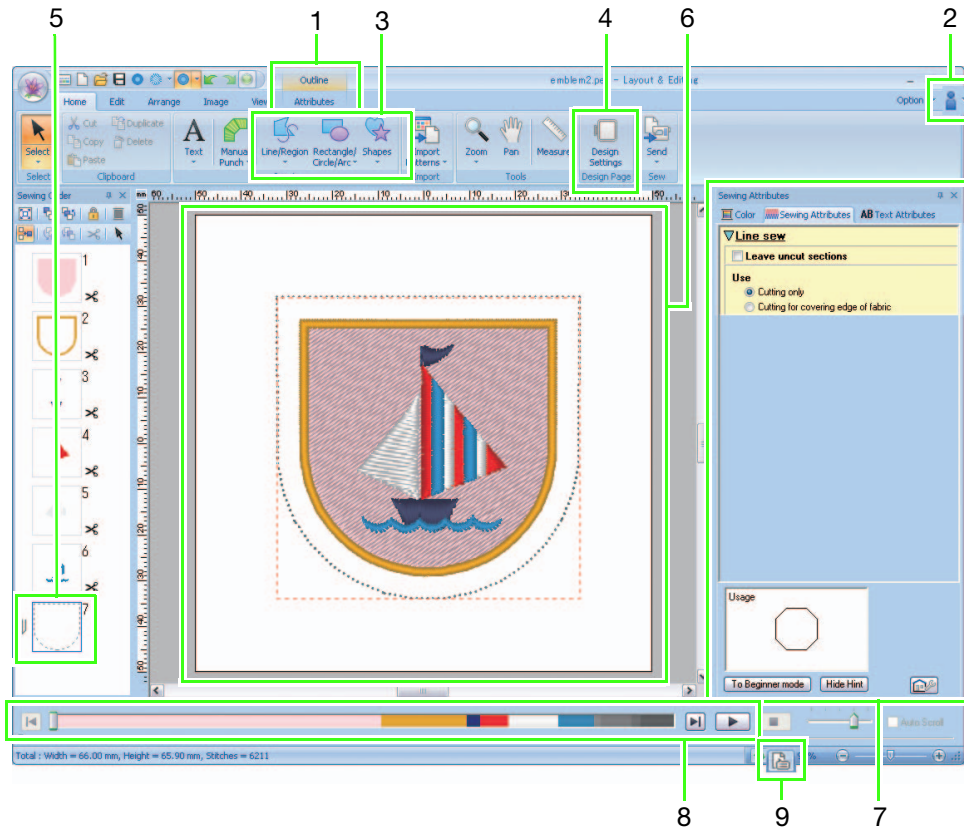 5 1 3 4 6 2
Outline
emblem2.pes - Layout & Editing
Home Edit Arrange Image View Attributes Option
Select
Cut Duplicate
Copy Delete
Paste
Text
Manual Punch
Line/Region
Rectangle/ Circle/Arc
Shapes
Import Patterns
Zoom Pan Measure
Design Settings
Send
Select Clipboard Import Tools Design Page Sew
Sewing Order
1
2
3
4
5
6
7
mm
Sewing Attributes
Color Sewing Attributes AB Text Attributes
Line sew
Leave uncut sections
Use
Cutting only
Cutting for covering edge of fabric
Usage
To Beginner mode Hide Hint
Auto Scroll
Total : Width = 66.00 mm, Height = 65.90 mm, Stitches = 6211
8 9 7